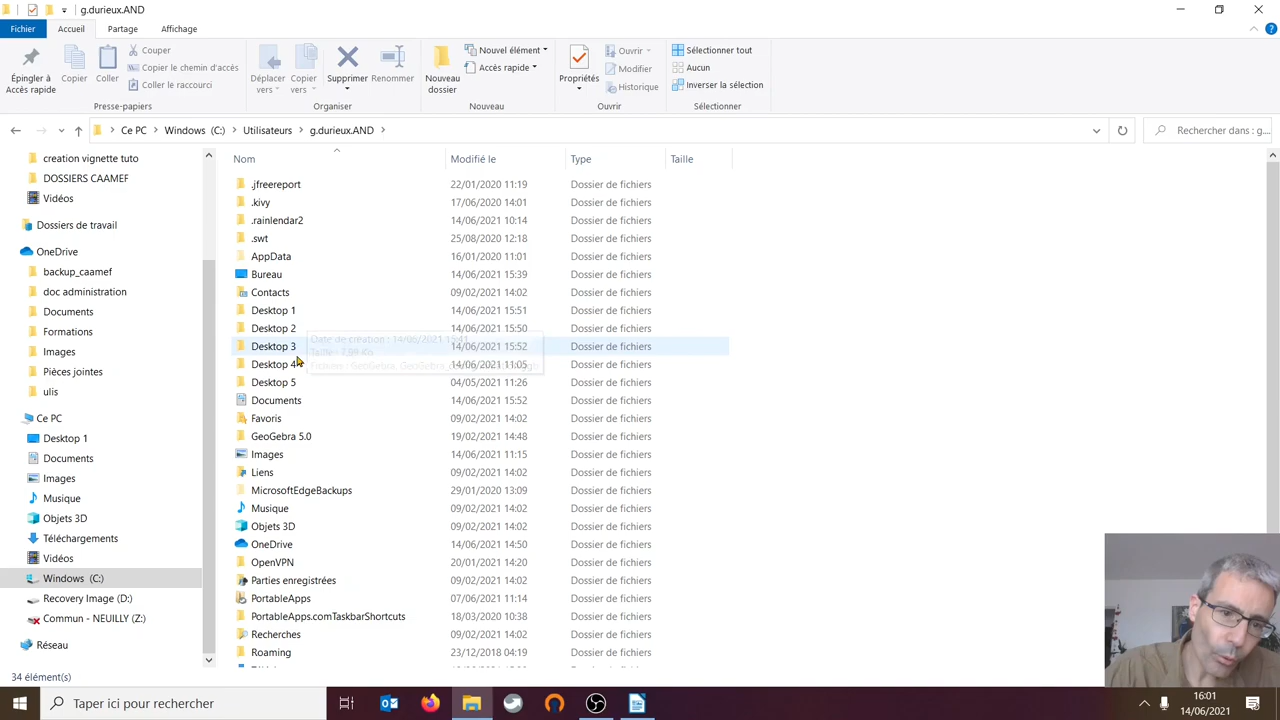 g.durieux.AND
Fichier Accueil Partage Affichage
Épingler à Accès rapide
Copier
Coller
Couper
Copier le chemin d'accès
Coller le raccourci
Presse-papiers
Déplacer vers
Copier vers
Supprimer
Renommer
Organiser
Nouveau dossier
Nouvel élément
Accès rapide
Nouveau
Propriétés
Ouvrir
Modifier
Historique
Ouvrir
Sélectionner tout
Aucun
Inverser la sélection
Sélectionner
Ce PC > Windows (C:) > Utilisateurs > g.durieux.AND >
Rechercher dans : g....
creation vignette tuto
DOSSIERS CAAMEF
Vidéos
Dossiers de travail
OneDrive
backup_caamef
doc administration
Documents
Formations
Images
Pièces jointes
ulis
Ce PC
Desktop 1
Documents
Images
Musique
Objets 3D
Téléchargements
Vidéos
Windows (C:)
Recovery Image (D:)
Commun - NEUILLY (Z:)
Réseau
Nom Modifié le Type Taille
.jfreereport 22/01/2020 11:19 Dossier de fichiers
.kivy 17/06/2020 14:01 Dossier de fichiers
.rainlendar2 14/06/2021 10:14 Dossier de fichiers
.swt 25/08/2020 12:18 Dossier de fichiers
AppData 16/01/2020 11:01 Dossier de fichiers
Bureau 14/06/2021 15:39 Dossier de fichiers
Contacts 09/02/2021 14:02 Dossier de fichiers
Desktop 1 14/06/2021 15:51 Dossier de fichiers
Desktop 2 14/06/2021 15:50 Dossier de fichiers
Desktop 3 14/06/2021 15:52 Dossier de fichiers
Desktop 4 14/06/2021 11:05 Dossier de fichiers
Desktop 5 04/05/2021 11:26 Dossier de fichiers
Documents 14/06/2021 15:52 Dossier de fichiers
Favoris 09/02/2021 14:02 Dossier de fichiers
GeoGebra 5.0 19/02/2021 14:48 Dossier de fichiers
Images 14/06/2021 11:15 Dossier de fichiers
Liens 09/02/2021 14:02 Dossier de fichiers
MicrosoftEdgeBackups 29/01/2020 13:09 Dossier de fichiers
Musique 09/02/2021 14:02 Dossier de fichiers
Objets 3D 09/02/2021 14:02 Dossier de fichiers
OneDrive 14/06/2021 14:50 Dossier de fichiers
OpenVPN 20/01/2021 14:20 Dossier de fichiers
Parties enregistrées 09/02/2021 14:02 Dossier de fichiers
PortableApps 07/06/2021 11:14 Dossier de fichiers
PortableApps.comTaskbarShortcuts 18/03/2020 10:38 Dossier de fichiers
Recherches 09/02/2021 14:02 Dossier de fichiers
Roaming 23/12/2018 04:19 Dossier de fichiers
Date de création : 14/06/2021 15:41
34 élément(s)
Taper ici pour rechercher
16:01
14/06/2021